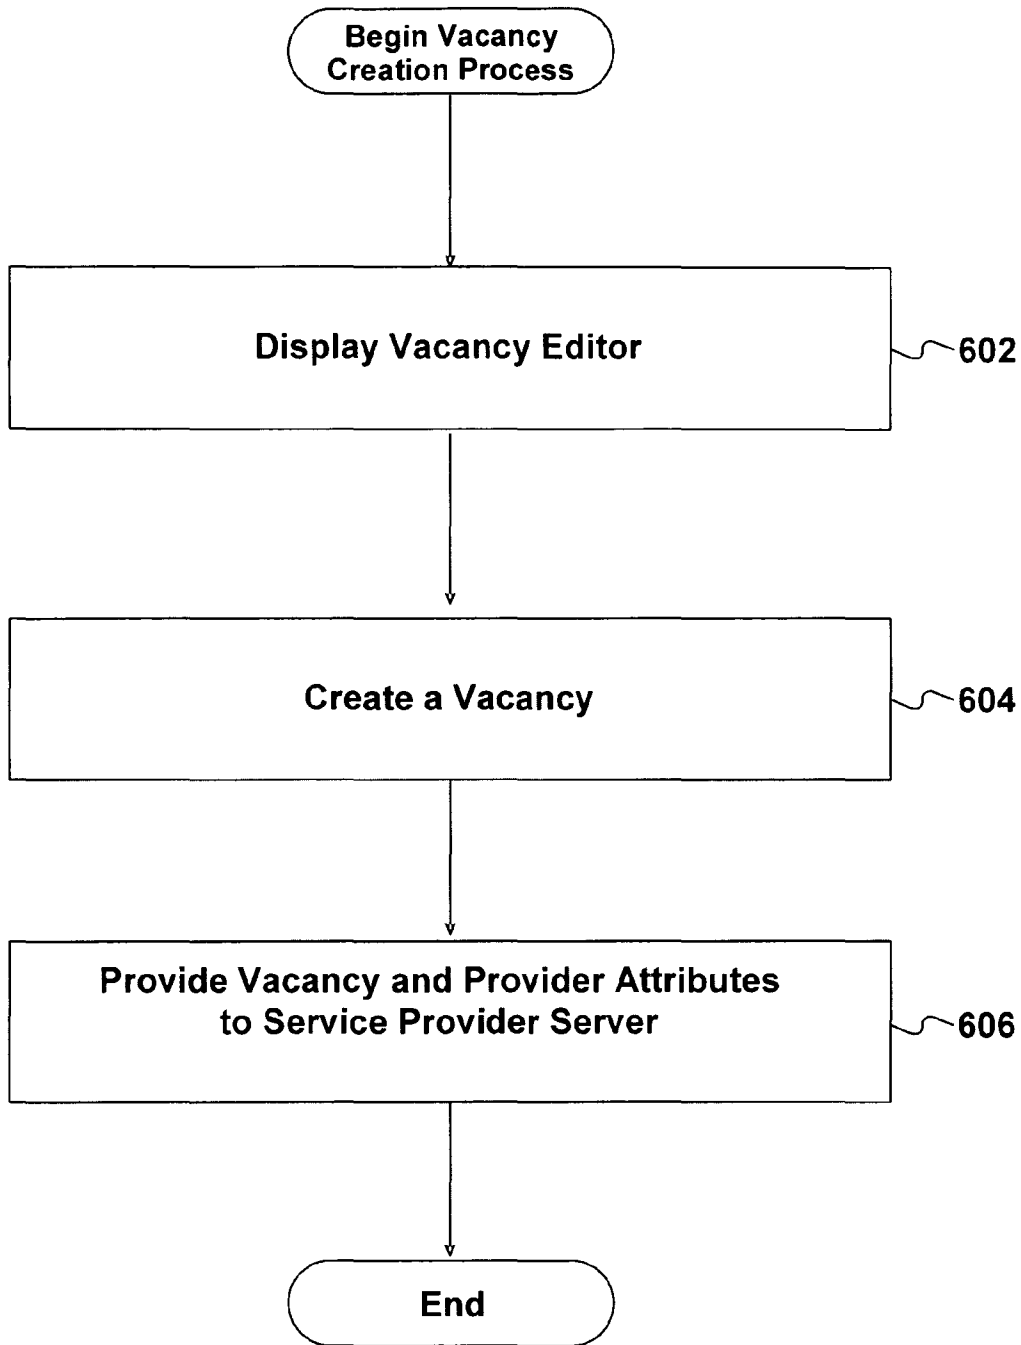 Begin Vacancy
Creation Process
Display Vacancy Editor
602
Create a Vacancy
604
Provide Vacancy and Provider Attributes
to Service Provider Server
606
End